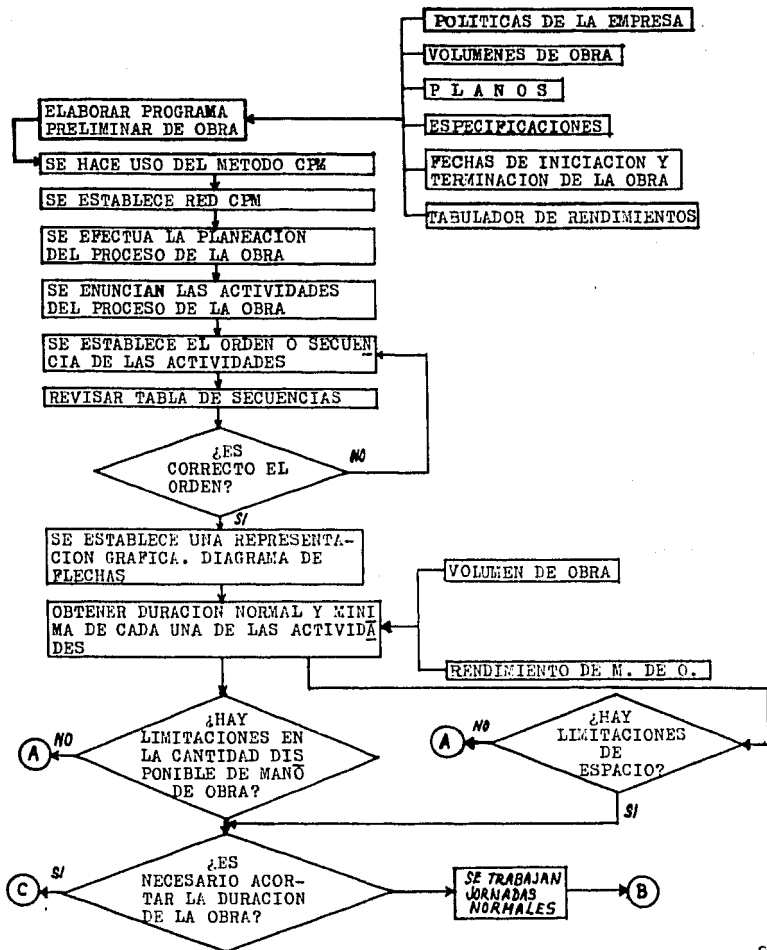 POLITICAS DE LA EMPRESA
VOLUMENES DE OBRA
P L A N O S
ESPECIFICACIONES
FECHAS DE INICIACION Y
TERMINACION DE LA OBRA
TABULADOR DE RENDIMIENTOS
ELABORAR PROGRAMA
PRELIMINAR DE OBRA
SE HACE USO DEL METODO CPM
SE ESTABLECE RED CPM
SE EFECTUA LA PLANEACION
DEL PROCESO DE LA OBRA
SE ENUNCIAN LAS ACTIVIDADES
DEL PROCESO DE LA OBRA
SE ESTABLECE EL ORDEN O SECUEN
CIA DE LAS ACTIVIDADES
REVISAR TABLA DE SECUENCIAS
¿ES
CORRECTO EL
ORDEN?
NO
SI
SE ESTABLECE UNA REPRESENTA-
CION GRAFICA. DIAGRAMA DE
FLECHAS
VOLUMEN DE OBRA
OBTENER DURACION NORMAL Y MINI
MA DE CADA UNA DE LAS ACTIVIDA
DES
RENDIMIENTO DE M. DE O.
¿HAY
LIMITACIONES EN
LA CANTIDAD DIS
PONIBLE DE MANO
DE OBRA?
NO
A
¿HAY
LIMITACIONES
DE
ESPACIO?
NO
A
SI
¿ES
NECESARIO ACOR-
TAR LA DURACION
DE LA OBRA?
SI
C
SE TRABAJAN
JORNADAS
NORMALES
B